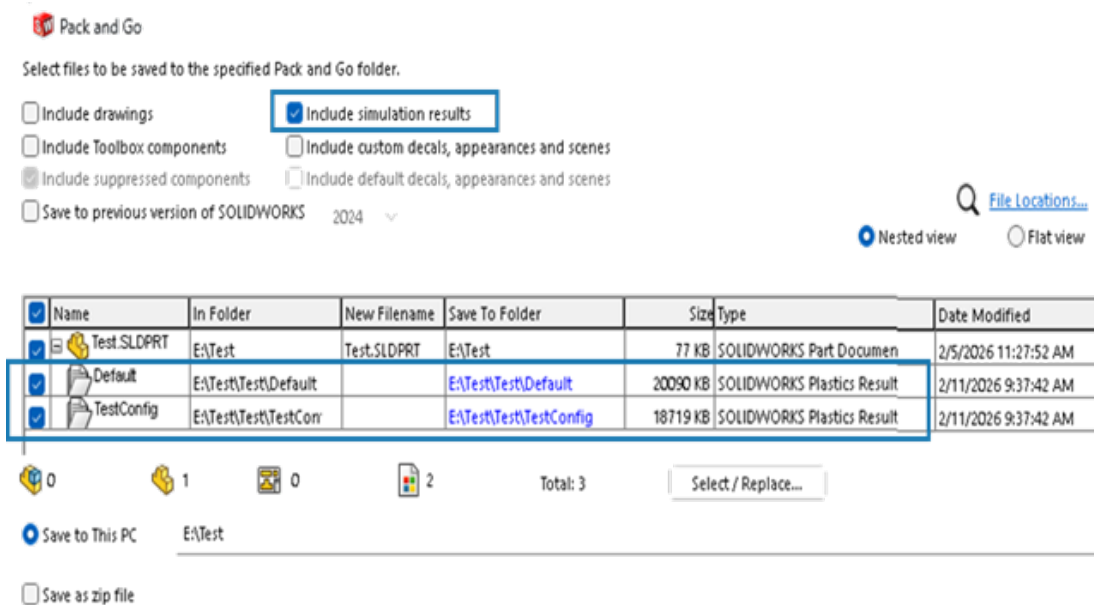 Pack and Go
Select files to be saved to the specified Pack and Go folder.
Include drawings Include simulation results
Include Toolbox components Include custom decals, appearances and scenes
Include suppressed components Include default decals, appearances and scenes
Save to previous version of SOLIDWORKS 2024
File Locations...
Nested view Flat view
Name In Folder New Filename Save To Folder Size Type Date Modified
Test.SLDPRT E:\Test Test.SLDPRT E:\Test 77 KB SOLIDWORKS Part Documen 2/5/2026 11:27:52 AM
Default E:\Test\Test\Default E:\Test\Test\Default 20090 KB SOLIDWORKS Plastics Result 2/11/2026 9:37:42 AM
TestConfig E:\Test\Test\TestCon E:\Test\Test\TestConfig 18719 KB SOLIDWORKS Plastics Result 2/11/2026 9:37:42 AM
0 1 0 2 Total: 3 Select / Replace...
Save to This PC E:\Test
Save as zip file